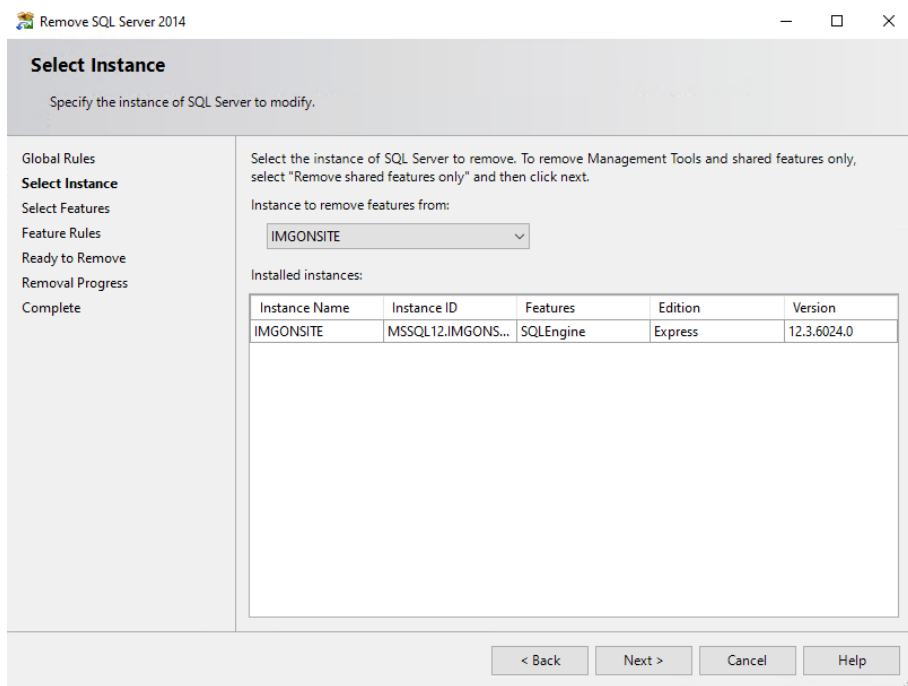 Remove SQL Server 2014
Select Instance
Specify the instance of SQL Server to modify.
Global Rules
Select Instance
Select Features
Feature Rules
Ready to Remove
Removal Progress
Complete
Select the instance of SQL Server to remove. To remove Management Tools and shared features only,
select "Remove shared features only" and then click next.
Instance to remove features from:
IMGONSITE
Installed instances:
Instance Name Instance ID Features Edition Version
IMGONSITE MSSQL12.IMGONS... SQLEngine Express 12.3.6024.0
< Back Next > Cancel Help